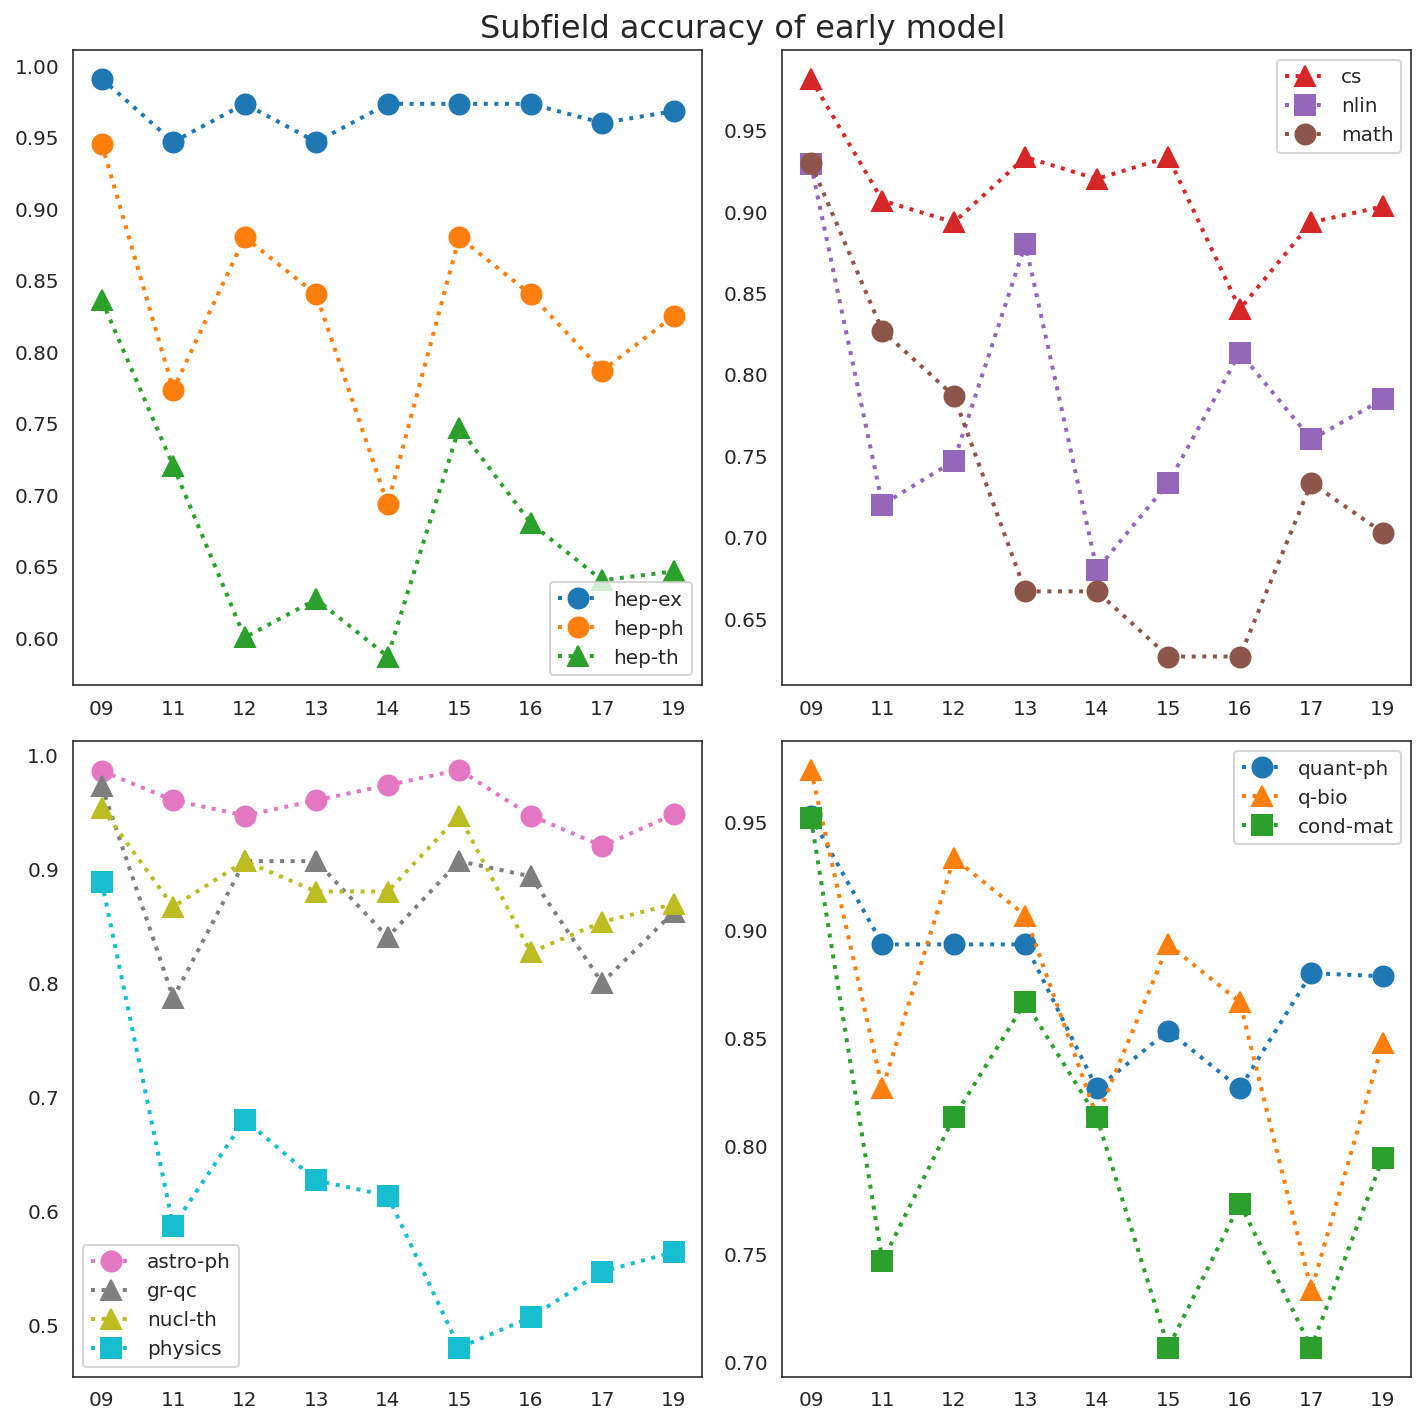 Subfield accuracy of early model
1.00
0.95
0.90
0.85
0.80
0.75
0.70
0.65
0.60
hep-ex
hep-ph
hep-th
09 11 12 13 14 15 16 17 19
0.95
0.90
0.85
0.80
0.75
0.70
0.65
cs
nlin
math
09 11 12 13 14 15 16 17 19
1.0
0.9
0.8
0.7
0.6
0.5
astro-ph
gr-qc
nucl-th
physics
09 11 12 13 14 15 16 17 19
0.95
0.90
0.85
0.80
0.75
0.70
quant-ph
q-bio
cond-mat
09 11 12 13 14 15 16 17 19